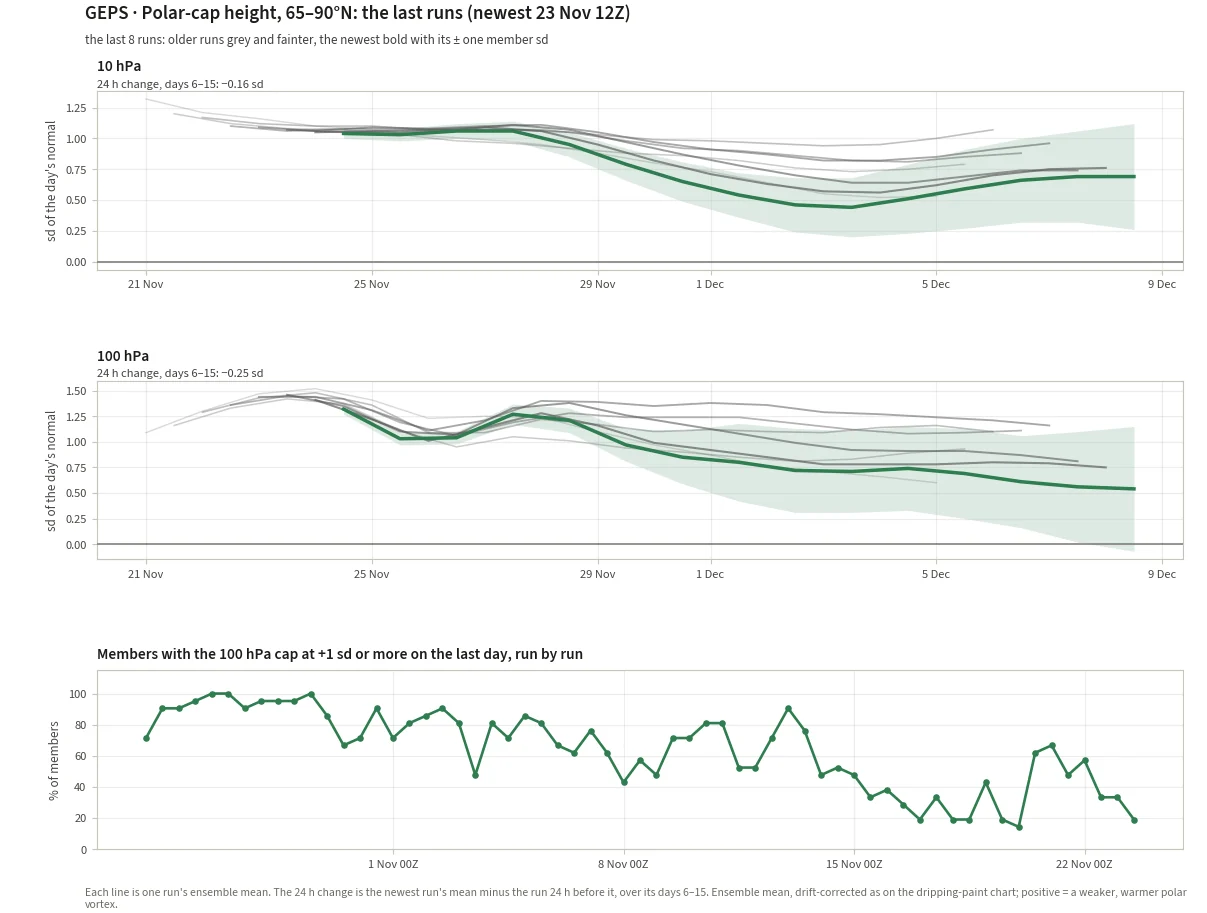 GEPS · Polar-cap height, 65–90°N: the last runs (newest 23 Nov 12Z)
the last 8 runs: older runs grey and fainter, the newest bold with its ± one member sd
10 hPa
24 h change, days 6–15: −0.16 sd
sd of the day's normal
1.25
1.00
0.75
0.50
0.25
0.00
21 Nov
25 Nov
29 Nov
1 Dec
5 Dec
9 Dec
100 hPa
24 h change, days 6–15: −0.25 sd
sd of the day's normal
1.50
1.25
1.00
0.75
0.50
0.25
0.00
21 Nov
25 Nov
29 Nov
1 Dec
5 Dec
9 Dec
Members with the 100 hPa cap at +1 sd or more on the last day, run by run
% of members
100
80
60
40
20
0
1 Nov 00Z
8 Nov 00Z
15 Nov 00Z
22 Nov 00Z
Each line is one run's ensemble mean. The 24 h change is the newest run's mean minus the run 24 h before it, over its days 6–15. Ensemble mean, drift-corrected as on the dripping-paint chart; positive = a weaker, warmer polar
vortex.